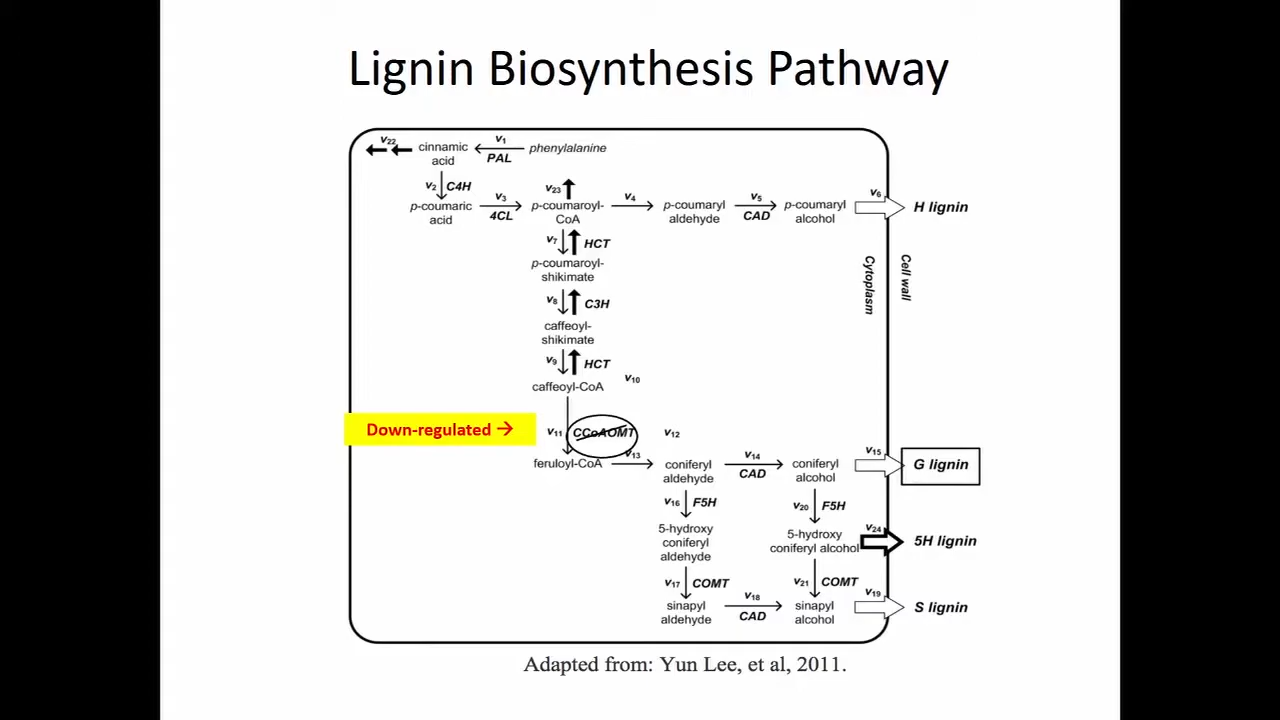 Lignin Biosynthesis Pathway
v22
cinnamic
acid
v1
PAL
phenylalanine
v2
C4H
p-coumaric
acid
v3
4CL
v23
p-coumaroyl-
CoA
v4
p-coumaryl
aldehyde
v5
CAD
p-coumaryl
alcohol
v6
H lignin
v7
HCT
p-coumaroyl-
shikimate
Cytoplasm
Cell wall
v8
C3H
caffeoyl-
shikimate
v9
HCT
caffeoyl-CoA
v10
Down-regulated →
v11
CCoAOMT
v12
feruloyl-CoA
v13
coniferyl
aldehyde
v14
CAD
coniferyl
alcohol
v15
G lignin
v16
F5H
v20
F5H
5-hydroxy
coniferyl
aldehyde
5-hydroxy
coniferyl alcohol
v24
5H lignin
v17
COMT
v21
COMT
sinapyl
aldehyde
v18
CAD
sinapyl
alcohol
v19
S lignin
Adapted from: Yun Lee, et al, 2011.